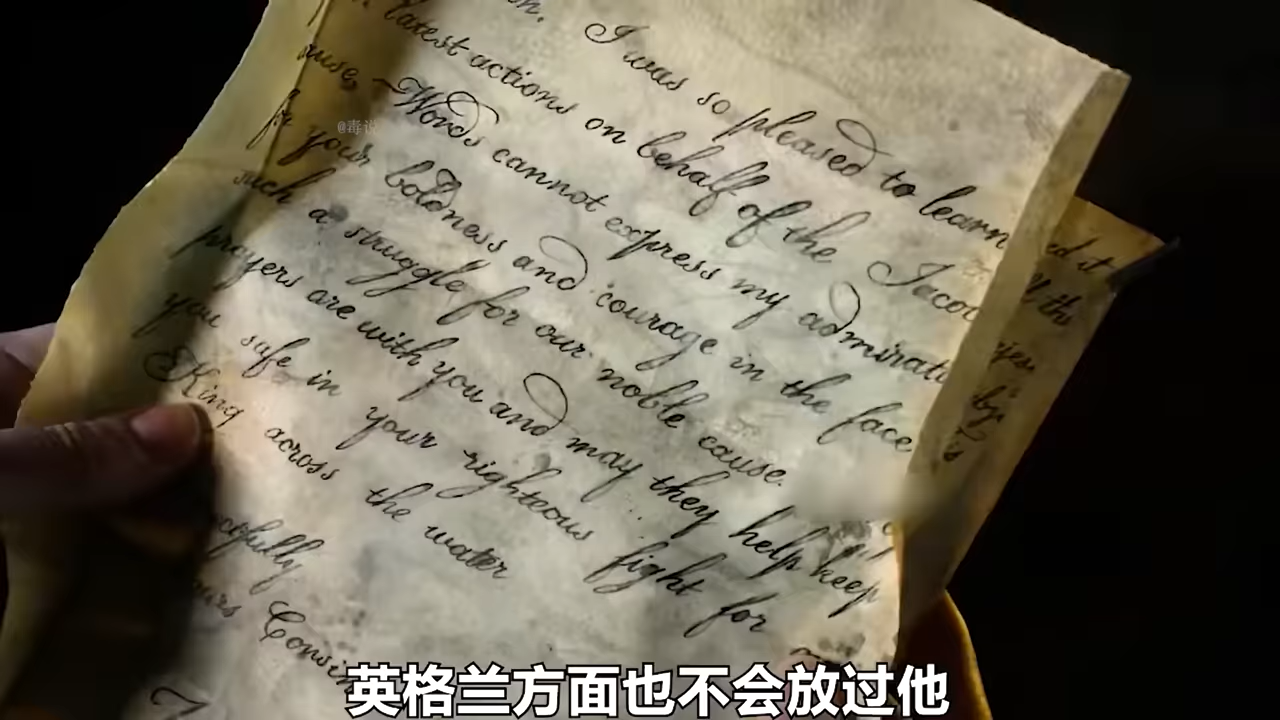 I was so pleased to learn
latest actions on behalf of the
Words cannot express my
for your boldness and courage in the face
such a struggle for our noble cause.
prayers are with you and may they help keep
you safe in your righteous fight for
King across the water
@毒
英格兰方面也不会放过他